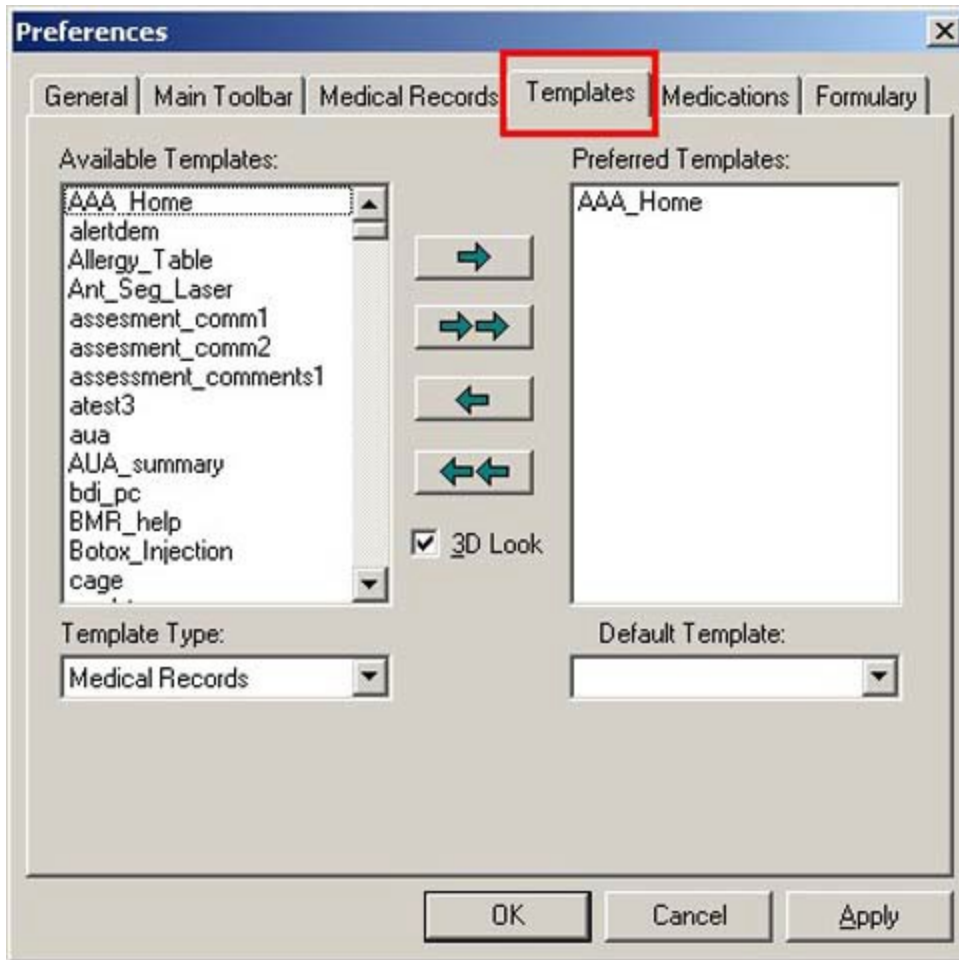 Preferences
General Main Toolbar Medical Records Templates Medications Formulary
Available Templates:
Preferred Templates:
AAA_Home
alertdem
Allergy_Table
Ant_Seg_Laser
assesment_comm1
assesment_comm2
assessment_comments1
atest3
aua
AUA_summary
bdi_pc
BMR_help
Botox_Injection
cage
AAA_Home
3D Look
Template Type:
Medical Records
Default Template:
OK Cancel Apply